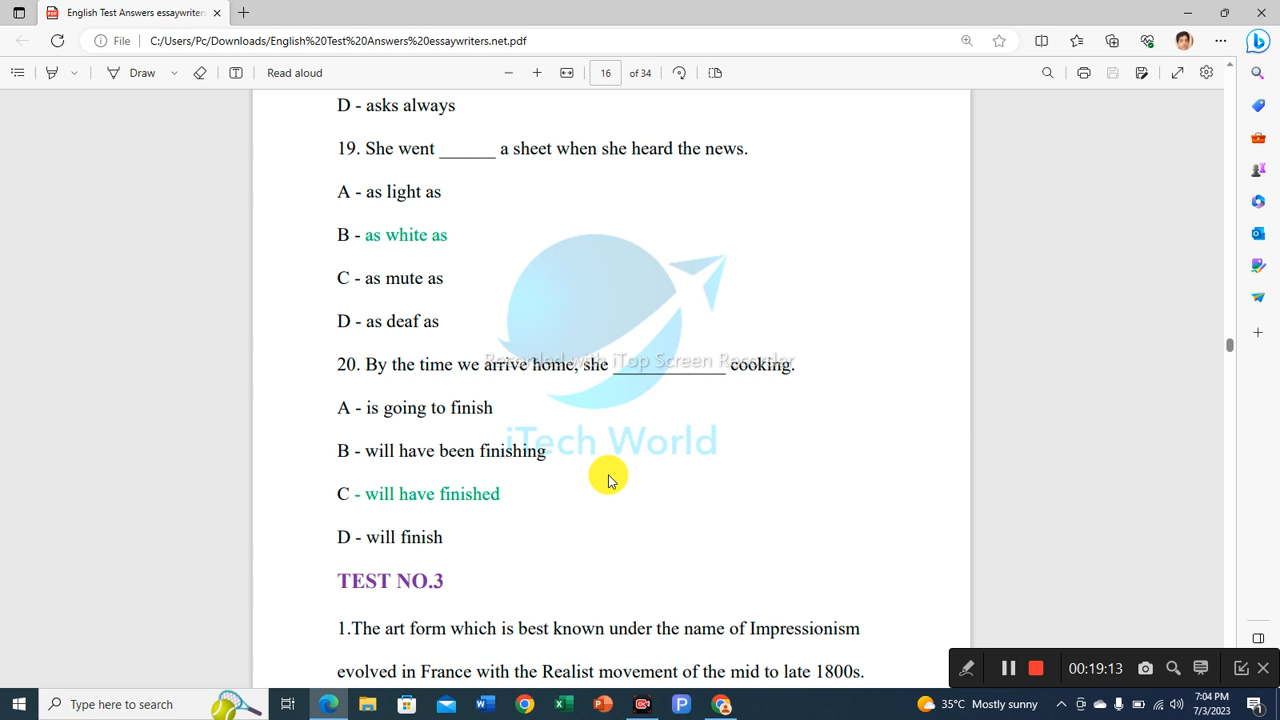 English Test Answers essaywriter
File
C:/Users/Pc/Downloads/English%20Test%20Answers%20essaywriters.net.pdf
Draw
Read aloud
16 of 34
D - asks always
19. She went ______ a sheet when she heard the news.
A - as light as
B - as white as
C - as mute as
D - as deaf as
Recorded with iTop Screen Recorder
20. By the time we arrive home, she ____________ cooking.
A - is going to finish
iTech World
B - will have been finishing
C - will have finished
D - will finish
TEST NO.3
1.The art form which is best known under the name of Impressionism
evolved in France with the Realist movement of the mid to late 1800s.
00:19:13
Type here to search
35°C Mostly sunny
7:04 PM
7/3/2023